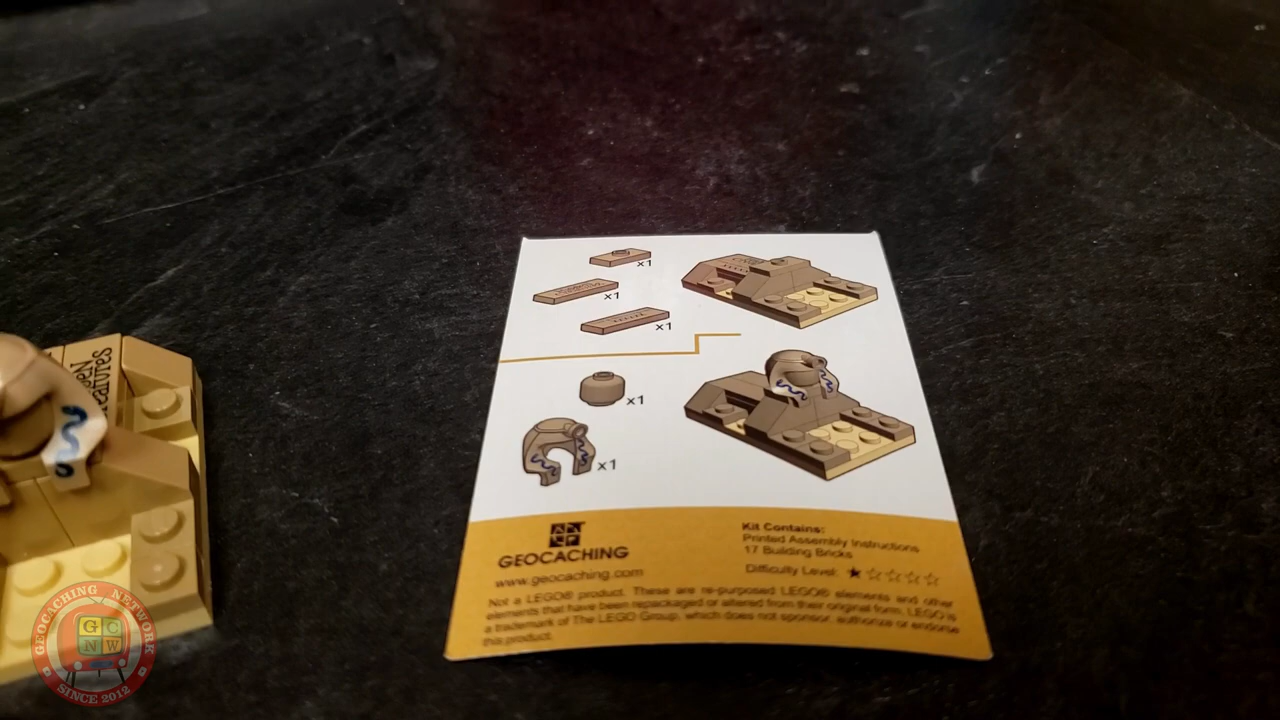 x1
x1
x1
x1
x1
GEOCACHING
www.geocaching.com
Kit Contains:
Printed Assembly Instructions
17 Building Bricks
Difficulty Level:
Not a LEGO® product. These are re-purposed LEGO® elements and other
elements that have been repackaged or altered from their original form. LEGO is
a trademark of The LEGO Group, which does not sponsor, authorize or endorse
this product.
GEOCACHING NETWORK
GC
NW
SINCE 2012